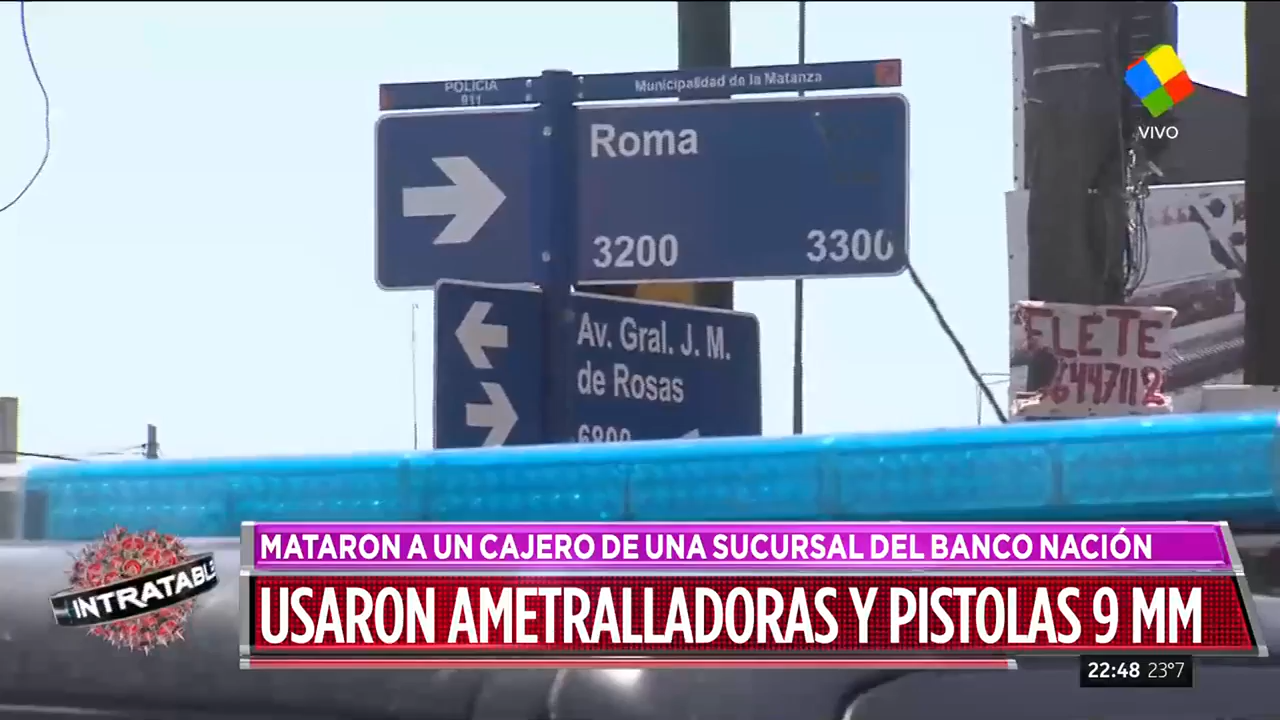 POLICIA
911
Municipalidad de la Matanza
VIVO
Roma
3200 3300
Av. Gral. J. M.
de Rosas
6800
FLETE
INTRATABLE
MATARON A UN CAJERO DE UNA SUCURSAL DEL BANCO NACIÓN
USARON AMETRALLADORAS Y PISTOLAS 9 MM
22:48 23°7